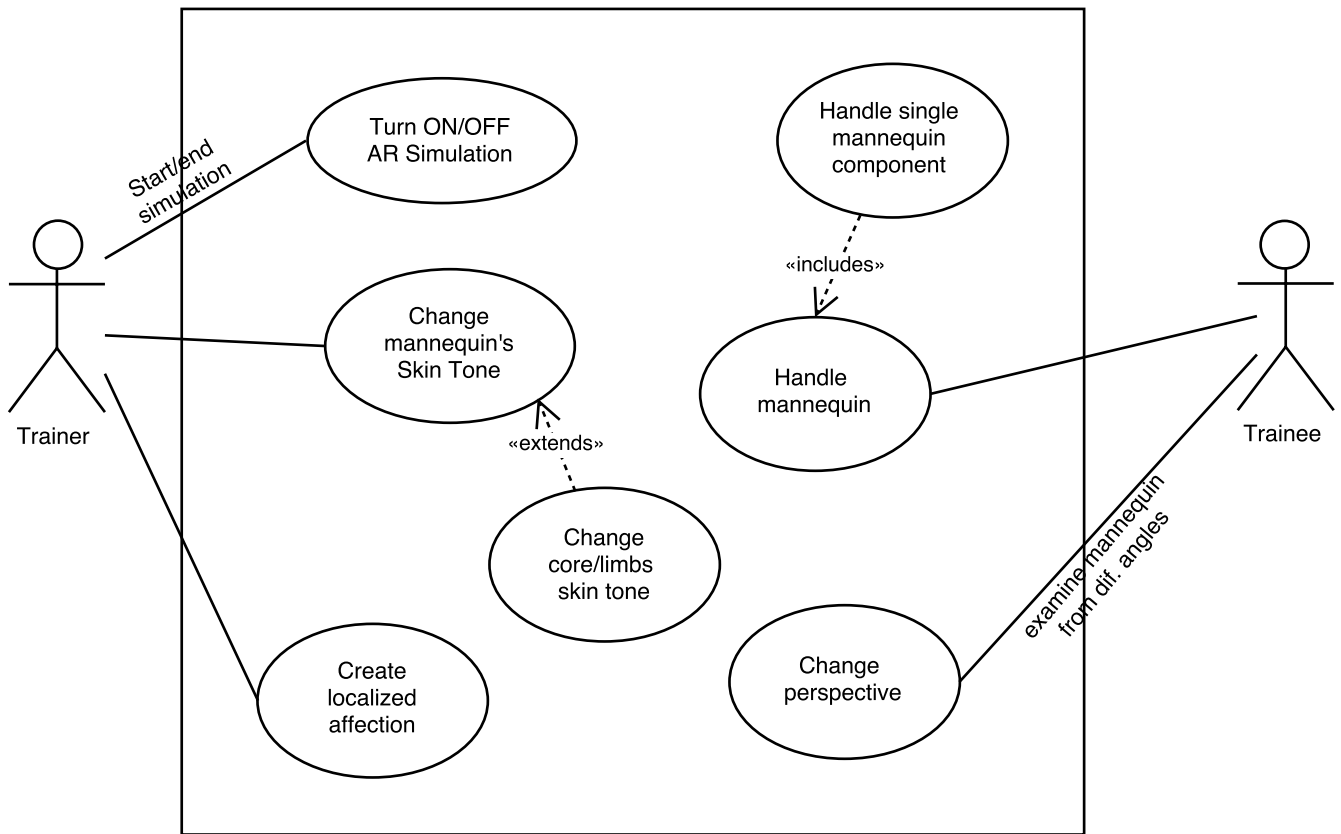 Turn ON/OFF
AR Simulation
Handle single
mannequin
component
Start/end
simulation
«includes»
Change
mannequin's
Skin Tone
Handle
mannequin
Trainer
Trainee
«extends»
Change
core/limbs
skin tone
examine mannequin
from dif. angles
Create
localized
affection
Change
perspective